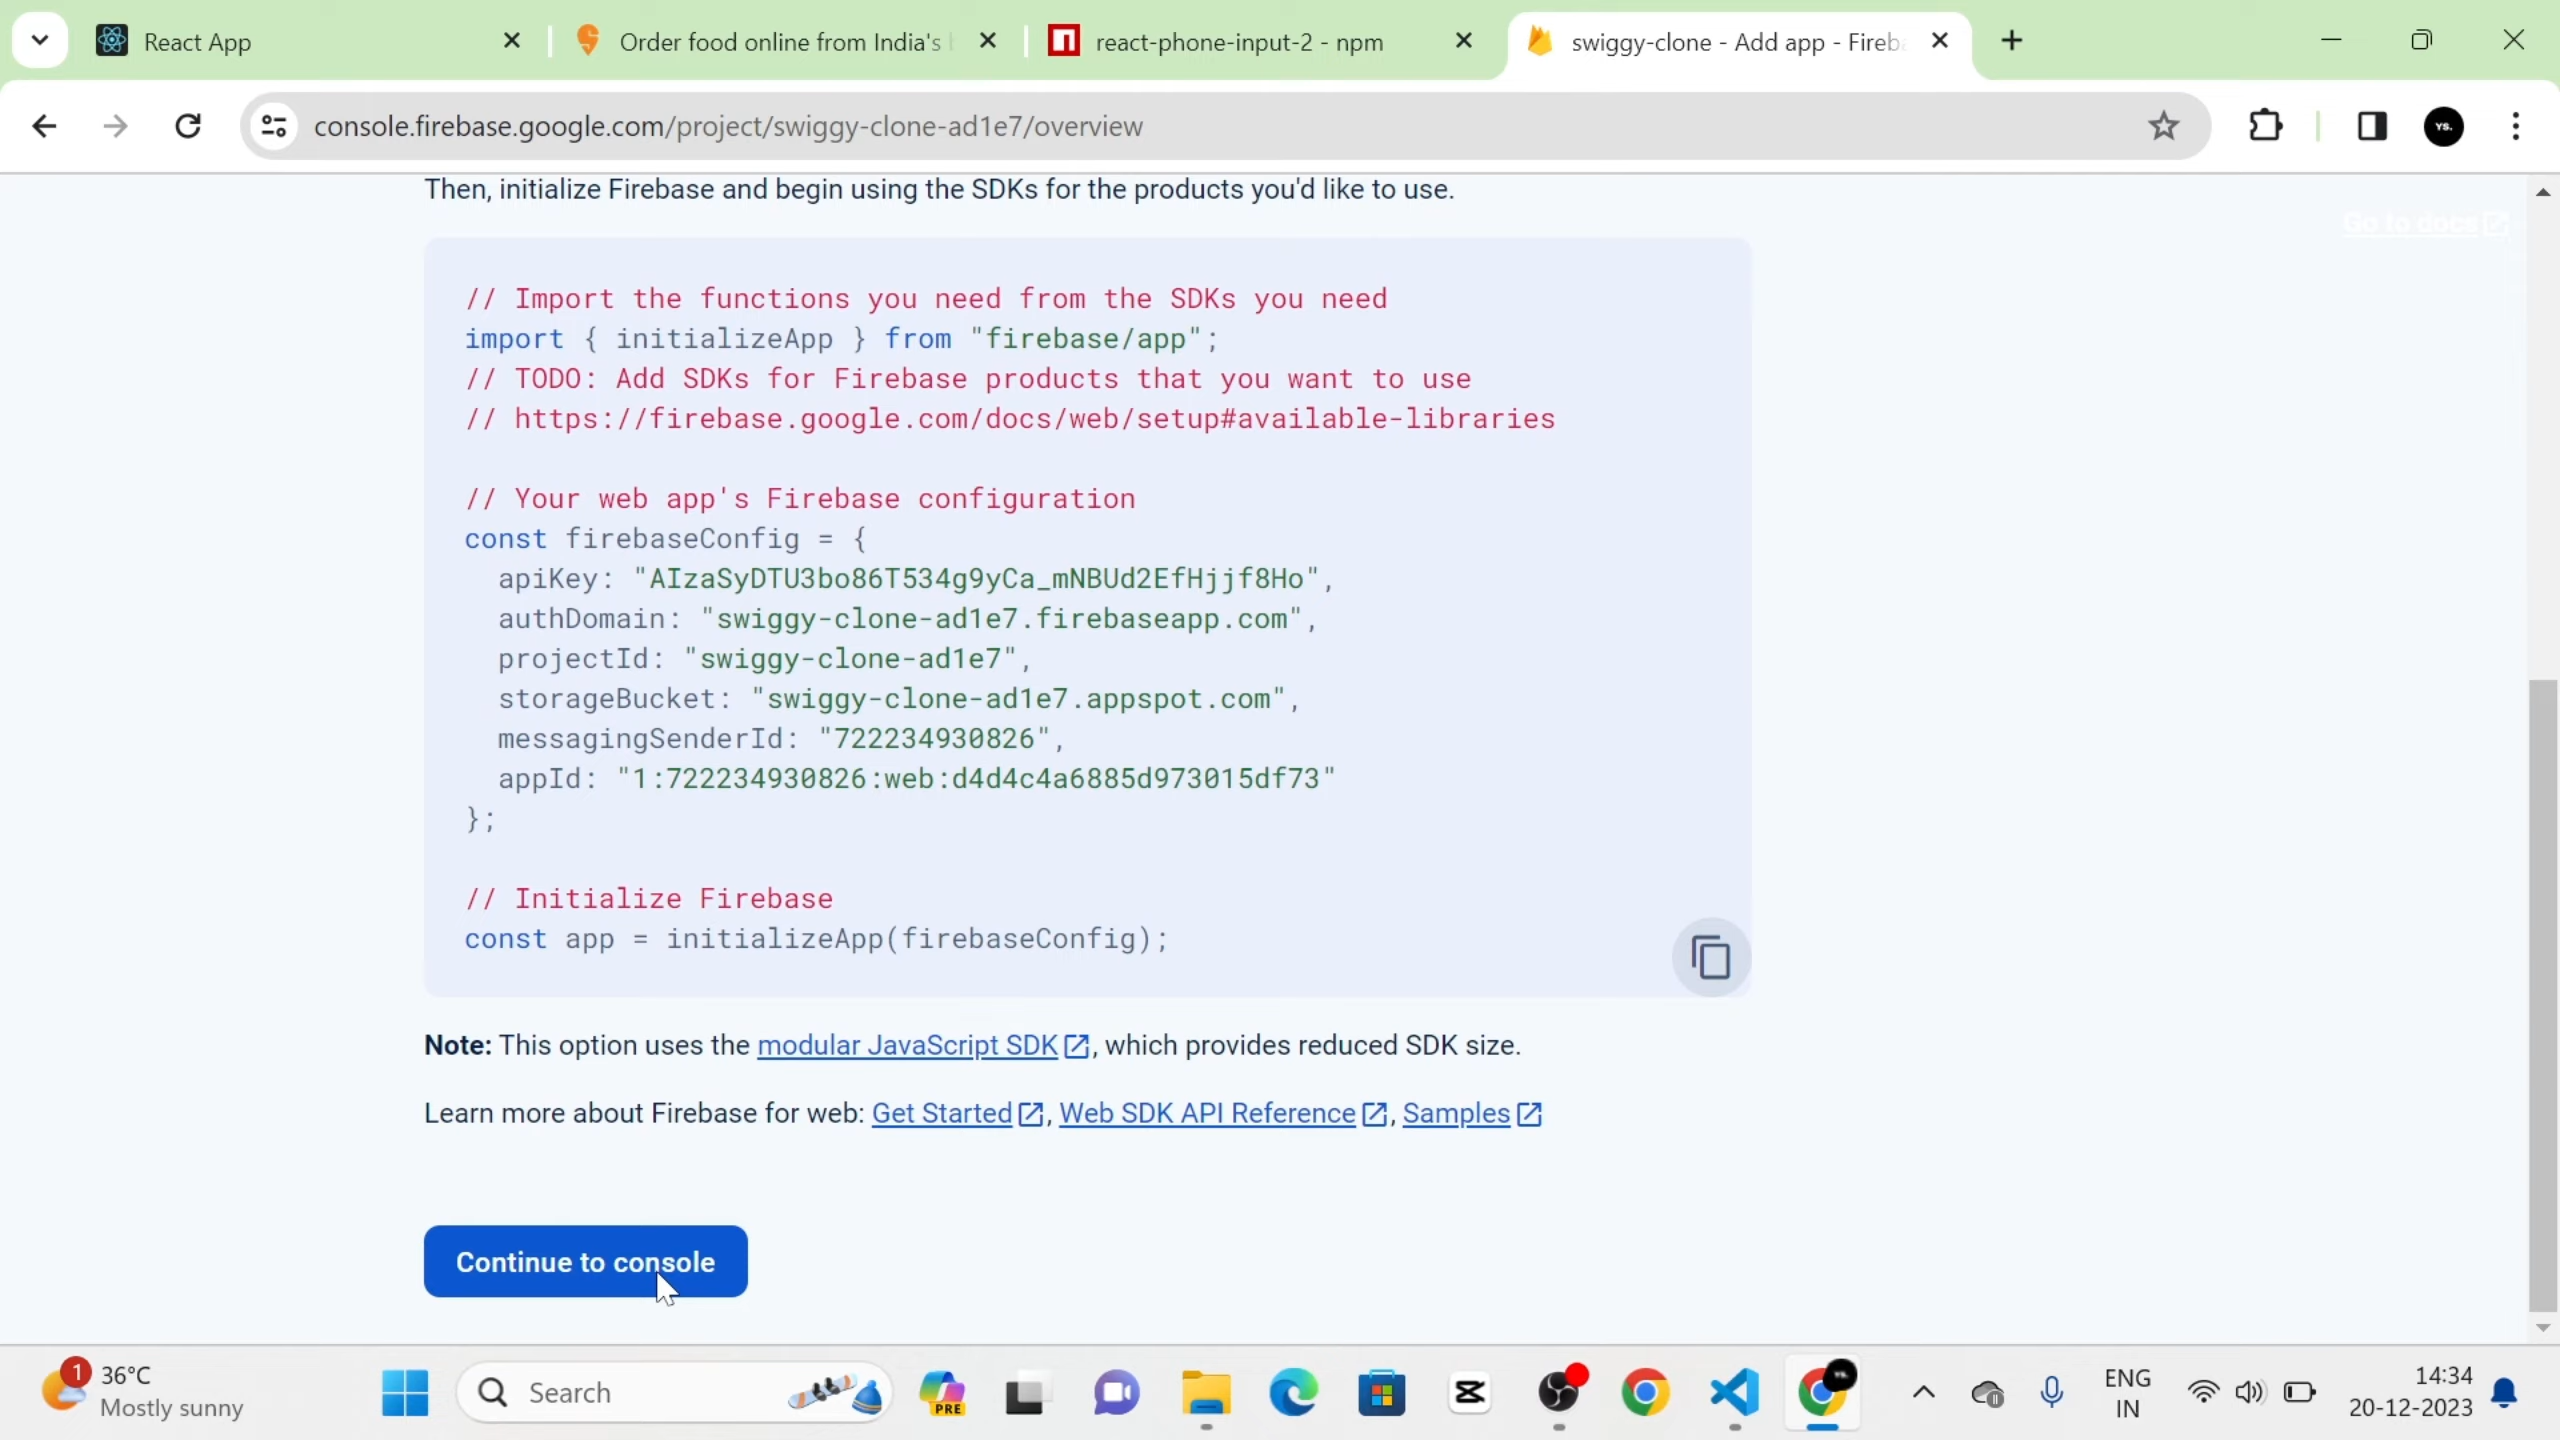 React App
Order food online from India's
react-phone-input-2 - npm
swiggy-clone - Add app - Fireb
console.firebase.google.com/project/swiggy-clone-ad1e7/overview
YS.
Then, initialize Firebase and begin using the SDKs for the products you'd like to use.
Go to docs
// Import the functions you need from the SDKs you need
import { initializeApp } from "firebase/app";
// TODO: Add SDKs for Firebase products that you want to use
// https://firebase.google.com/docs/web/setup#available-libraries
// Your web app's Firebase configuration
const firebaseConfig = {
apiKey: "AIzaSyDTU3bo86T534g9yCa_mNBUd2EfHjjf8Ho",
authDomain: "swiggy-clone-ad1e7.firebaseapp.com",
projectId: "swiggy-clone-ad1e7",
storageBucket: "swiggy-clone-ad1e7.appspot.com",
messagingSenderId: "722234930826",
appId: "1:722234930826:web:d4d4c4a6885d973015df73"
};
// Initialize Firebase
const app = initializeApp(firebaseConfig);
Note: This option uses the modular JavaScript SDK, which provides reduced SDK size.
Learn more about Firebase for web: Get Started, Web SDK API Reference, Samples
Continue to console
1
36°C
Mostly sunny
Search
PRE
ENG
IN
14:34
20-12-2023